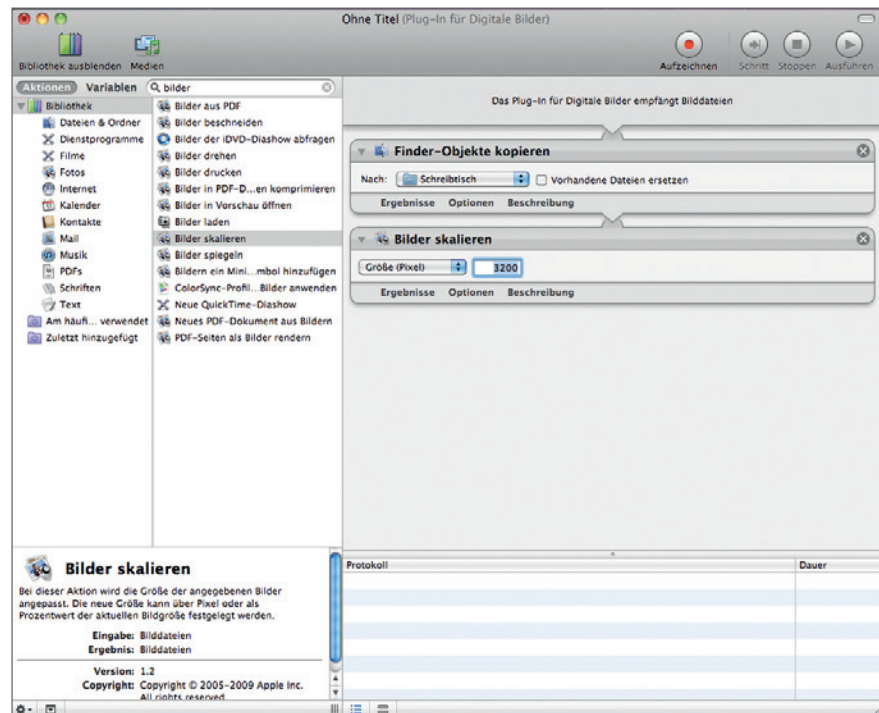 Ohne Titel (Plug-In für Digitale Bilder)
Bibliothek ausblenden Medien
Aufzeichnen Schritt Stoppen Ausführen
Aktionen Variablen bilder
Bibliothek
Dateien & Ordner
Dienstprogramme
Filme
Fotos
Internet
Kalender
Kontakte
Mail
Musik
PDFs
Schriften
Text
Am häufi... verwendet
Zuletzt hinzugefügt
Bilder aus PDF
Bilder beschneiden
Bilder der iDVD-Diashow abfragen
Bilder drehen
Bilder drucken
Bilder in PDF-D...en komprimieren
Bilder in Vorschau öffnen
Bilder laden
Bilder skalieren
Bilder spiegeln
Bildern ein Mini...mbol hinzufügen
ColorSync-Profil...Bilder anwenden
Neue QuickTime-Diashow
Neues PDF-Dokument aus Bildern
PDF-Seiten als Bilder rendern
Das Plug-In für Digitale Bilder empfängt Bilddateien
Finder-Objekte kopieren
Nach: Schreibtisch Vorhandene Dateien ersetzen
Ergebnisse Optionen Beschreibung
Bilder skalieren
Größe (Pixel) 3200
Ergebnisse Optionen Beschreibung
Bilder skalieren
Bei dieser Aktion wird die Größe der angegebenen Bilder
angepasst. Die neue Größe kann über Pixel oder als
Prozentwert der aktuellen Bildgröße festgelegt werden.
Eingabe: Bilddateien
Ergebnis: Bilddateien
Version: 1.2
Copyright: Copyright © 2005-2009 Apple Inc.
All rights reserved
Protokoll Dauer